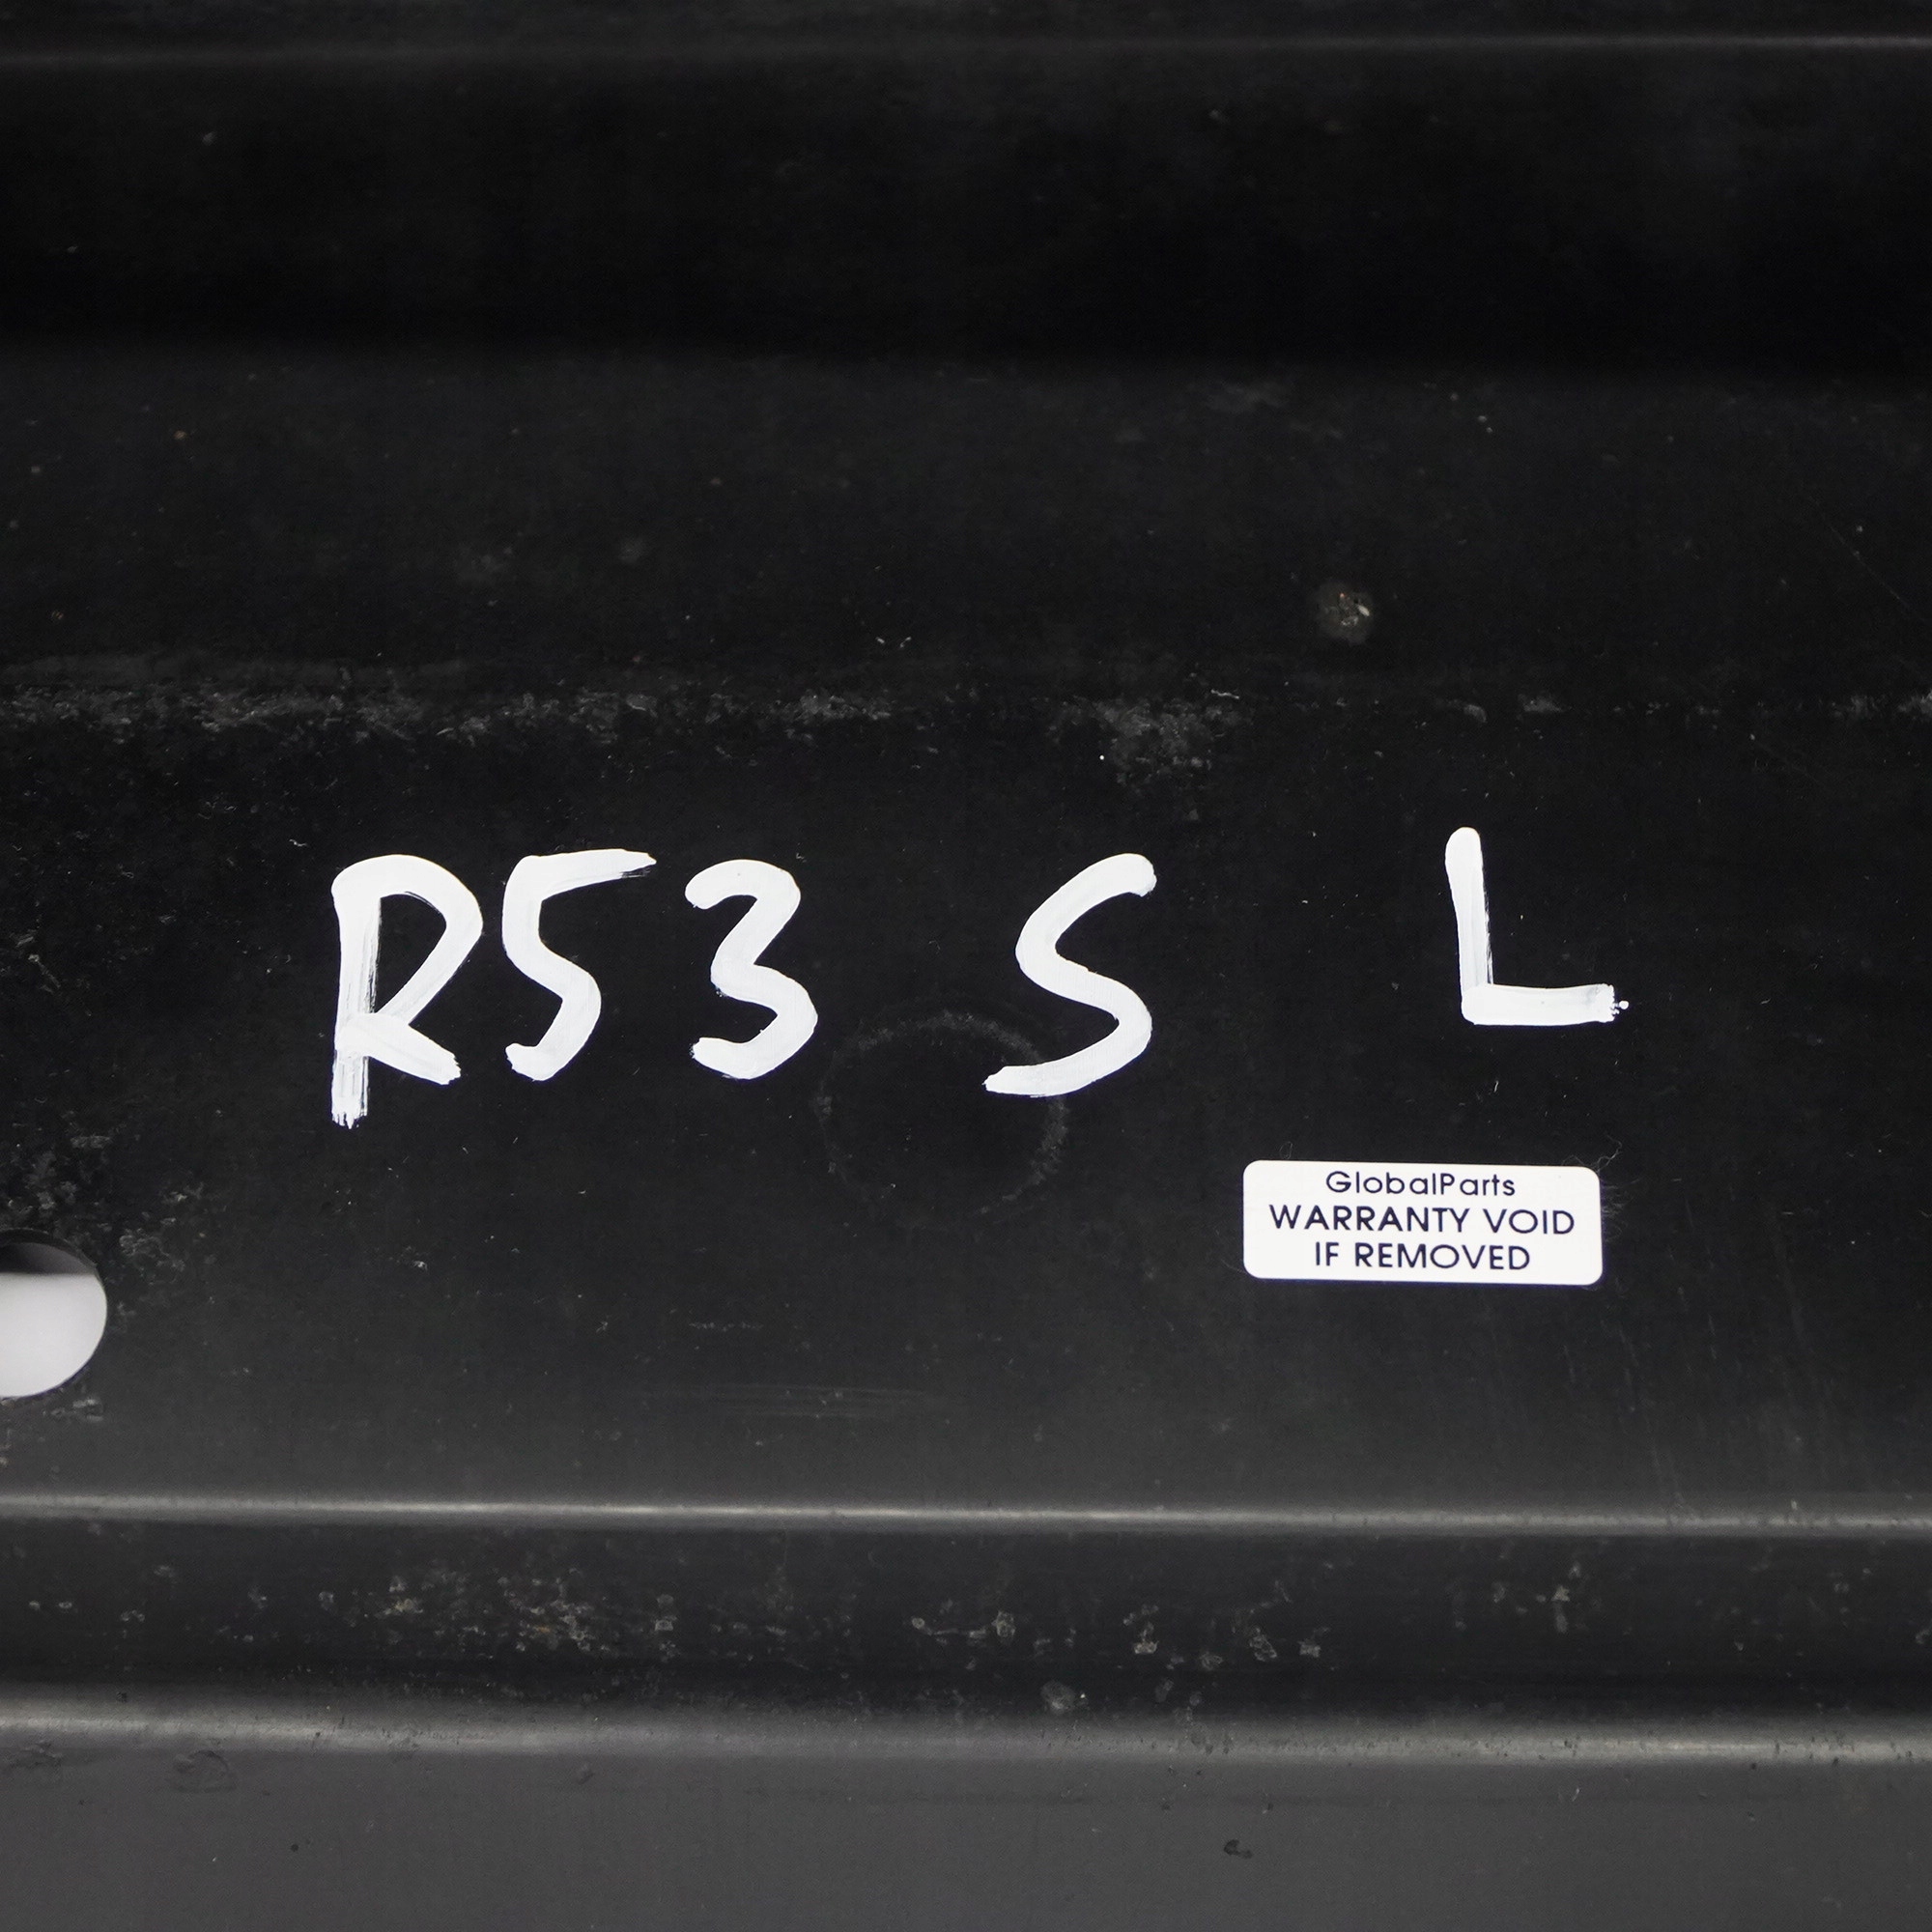 R53 S L
GlobalParts
WARRANTY VOID
IF REMOVED